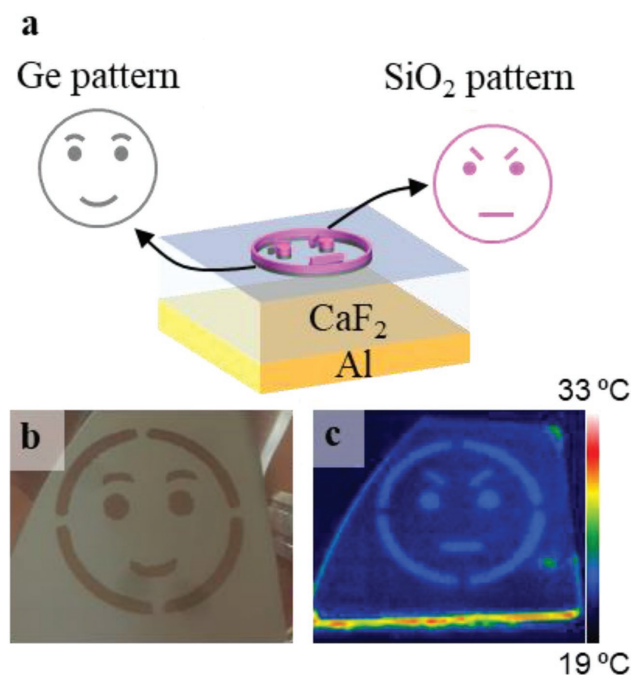 a
Ge pattern
SiO₂ pattern
CaF₂
Al
33 ºC
b
c
19 ºC